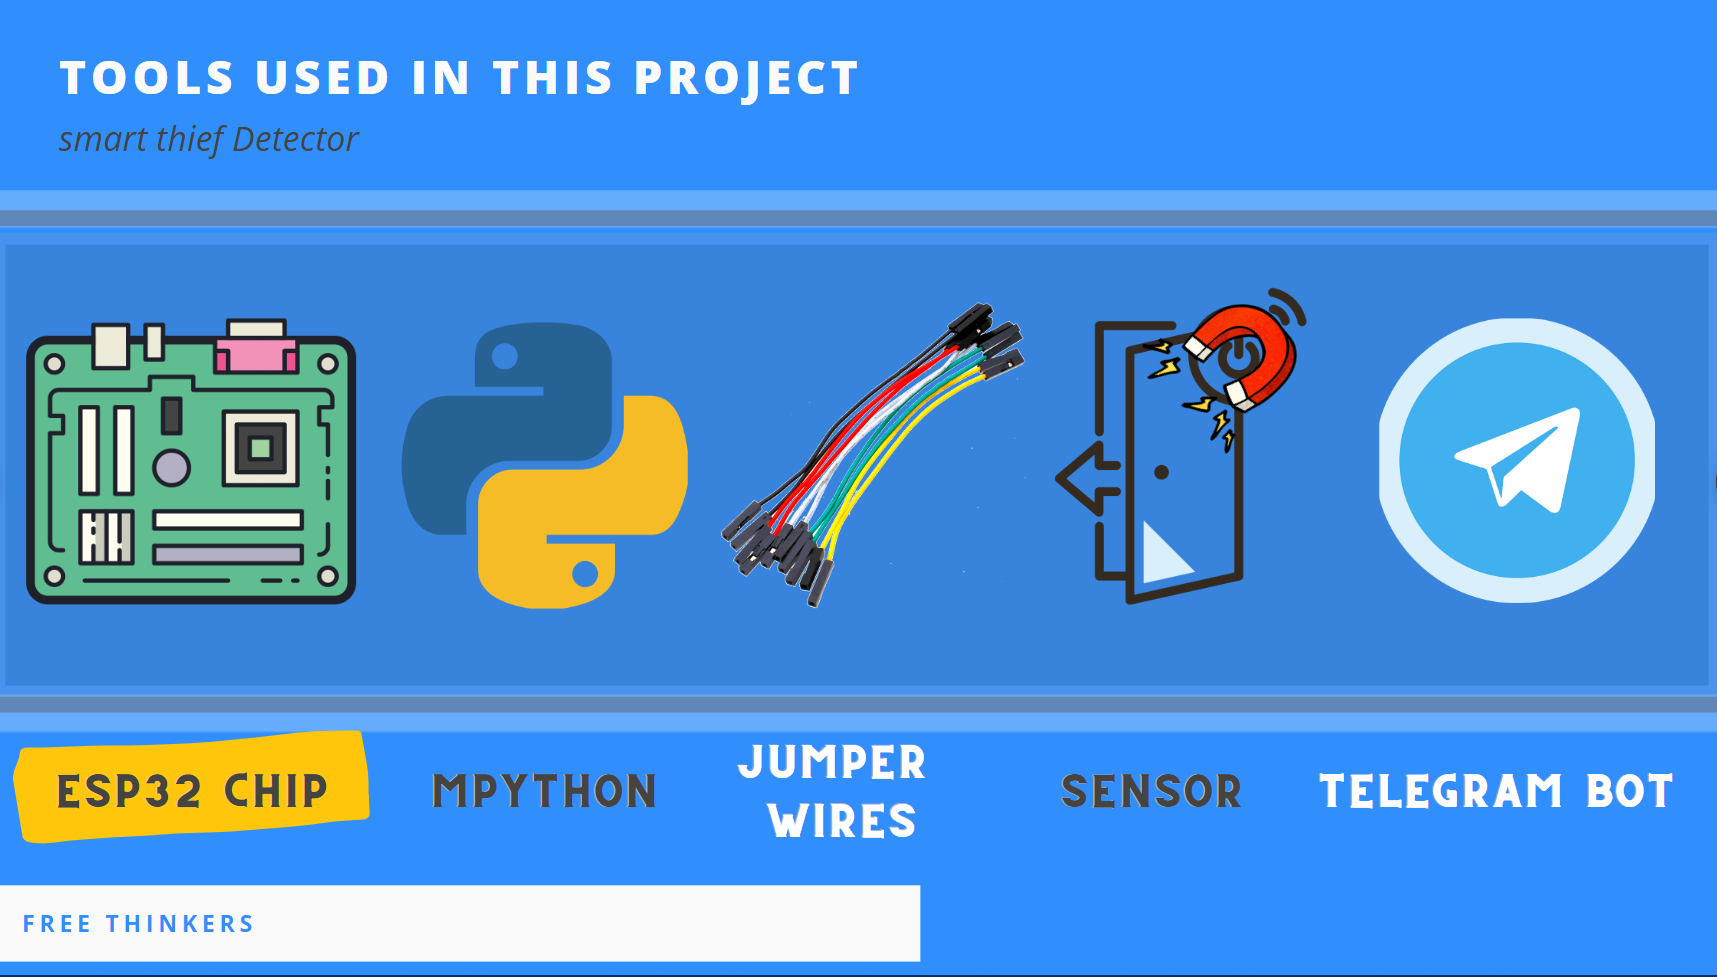 TOOLS USED IN THIS PROJECT
smart thief Detector
ESP32 CHIP
MPYTHON
JUMPER
WIRES
SENSOR
TELEGRAM BOT
FREE THINKERS